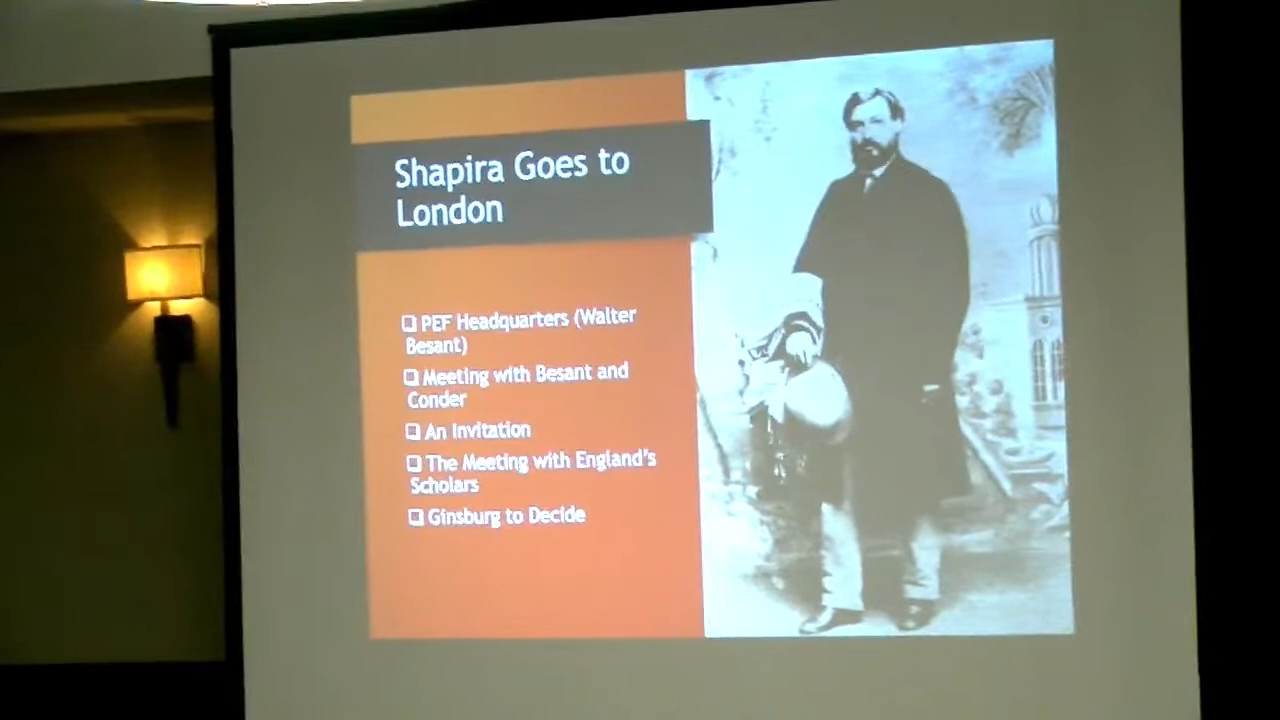 Shapira Goes to
London
❑ PEF Headquarters (Walter
Besant)
❑ Meeting with Besant and
Conder
❑ An Invitation
❑ The Meeting with England's
Scholars
❑ Ginsburg to Decide